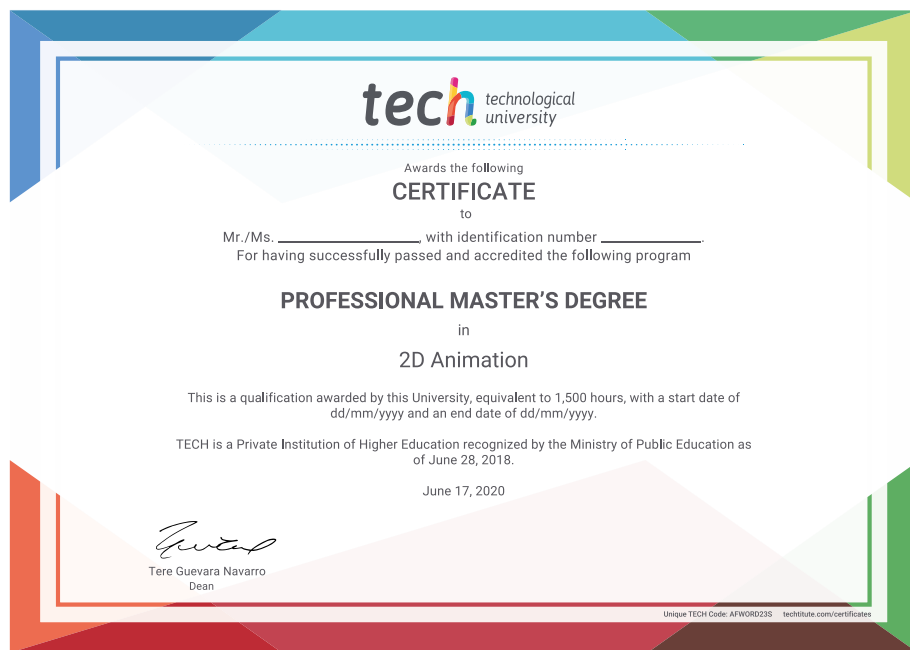 tech technological
university
Awards the following
CERTIFICATE
to
Mr./Ms. ____________________, with identification number ______________.
For having successfully passed and accredited the following program
PROFESSIONAL MASTER'S DEGREE
in
2D Animation
This is a qualification awarded by this University, equivalent to 1,500 hours, with a start date of
dd/mm/yyyy and an end date of dd/mm/yyyy.
TECH is a Private Institution of Higher Education recognized by the Ministry of Public Education as
of June 28, 2018.
June 17, 2020
Tere Guevara Navarro
Dean
Unique TECH Code: AFWORD23S techtitute.com/certificates